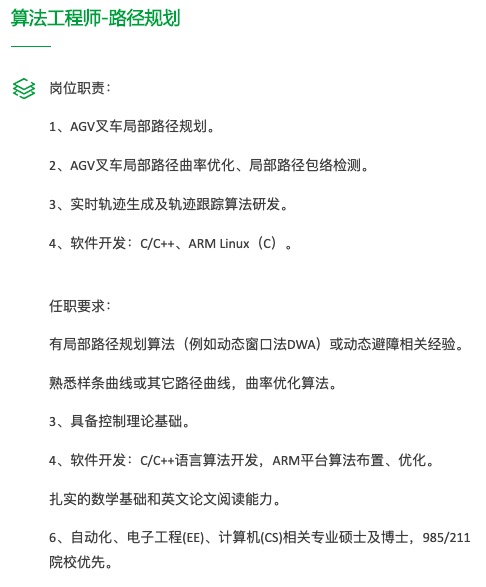 算法工程师-路径规划
岗位职责：
1、AGV叉车局部路径规划。
2、AGV叉车局部路径曲率优化、局部路径包络检测。
3、实时轨迹生成及轨迹跟踪算法研发。
4、软件开发：C/C++、ARM Linux（C）。
任职要求：
有局部路径规划算法（例如动态窗口法DWA）或动态避障相关经验。
熟悉样条曲线或其它路径曲线，曲率优化算法。
3、具备控制理论基础。
4、软件开发：C/C++语言算法开发，ARM平台算法布置、优化。
扎实的数学基础和英文论文阅读能力。
6、自动化、电子工程(EE)、计算机(CS)相关专业硕士及博士，985/211
院校优先。